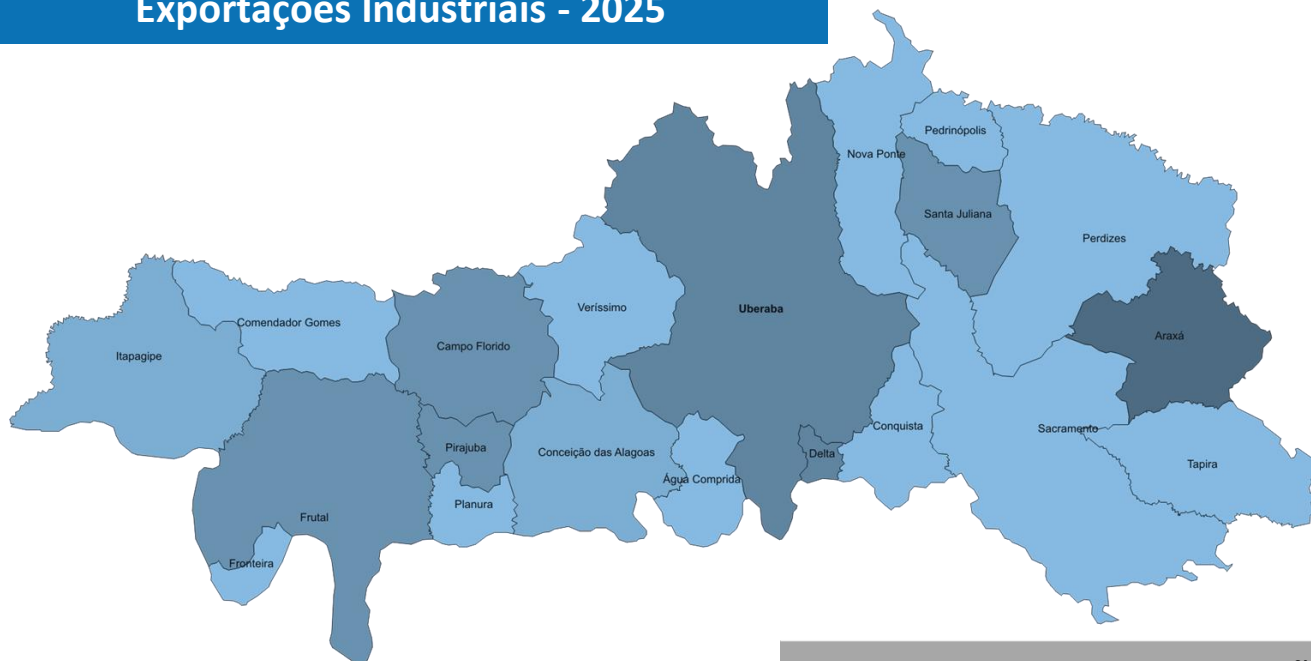 Exportações Industriais - 2025
Pedrinópolis
Nova Ponte
Santa Juliana
Perdizes
Veríssimo
Uberaba
Comendador Gomes
Araxá
Campo Florido
Itapagipe
Conquista
Sacramento
Pirajuba
Conceição das Alagoas
Delta
Tapira
Água Comprida
Planura
Frutal
Fronteira